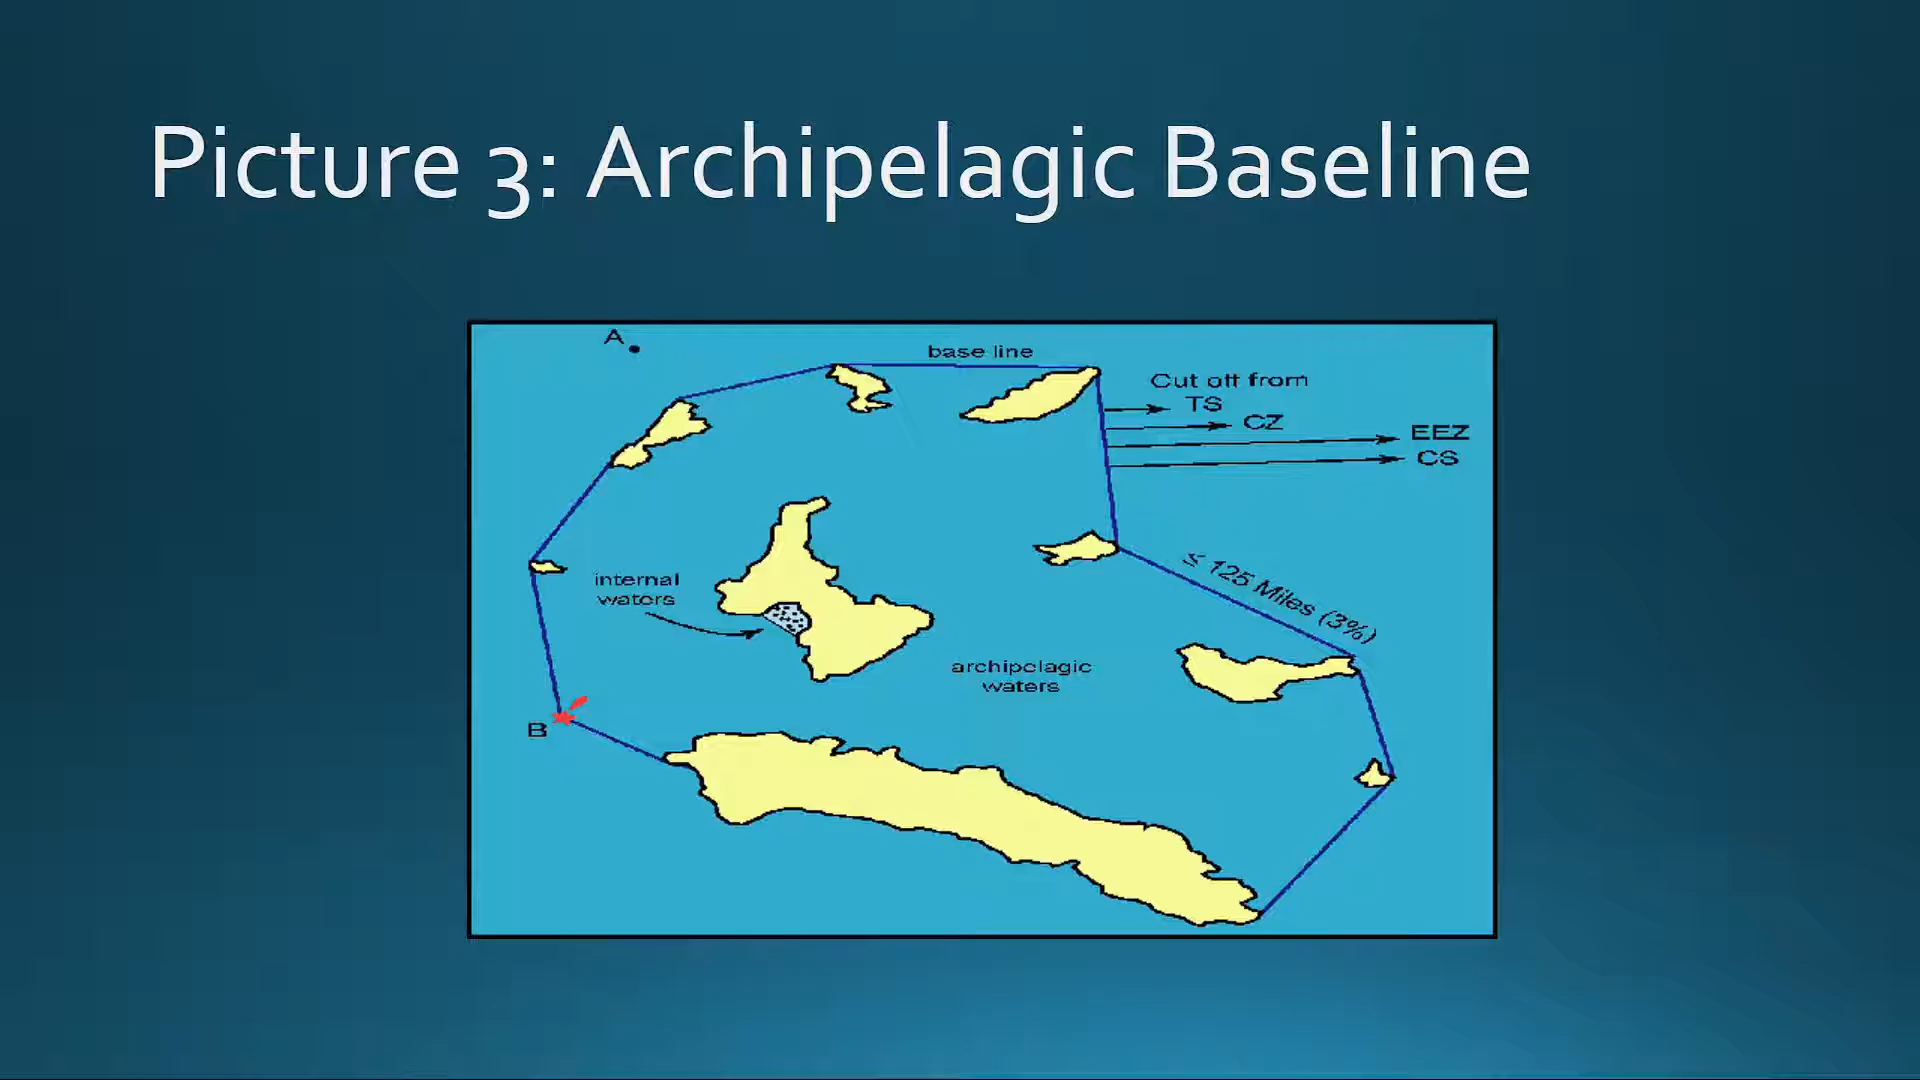 Picture 3: Archipelagic Baseline
A
base line
Cut off from
TS
CZ
EEZ
CS
≤ 125 Miles (3%)
internal
waters
archipelagic
waters
B